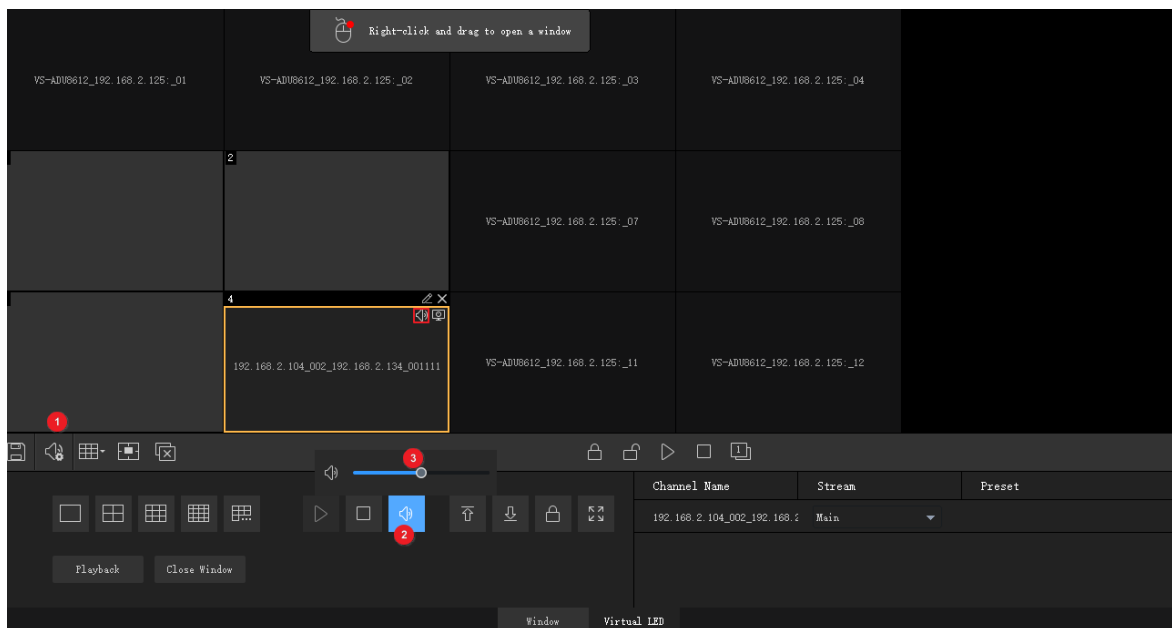 Right-click and drag to open a window
VS-ADU8612_192.168.2.125:_01
VS-ADU8612_192.168.2.125:_02
VS-ADU8612_192.168.2.125:_03
VS-ADU8612_192.168.2.125:_04
2
VS-ADU8612_192.168.2.125:_07
VS-ADU8612_192.168.2.125:_08
4
192.168.2.104_002_192.168.2.134_001111
VS-ADU8612_192.168.2.125:_11
VS-ADU8612_192.168.2.125:_12
1
1
3
2
Channel Name Stream Preset
192.168.2.104_002_192.168.2 Main
Playback Close Window
Window Virtual LED